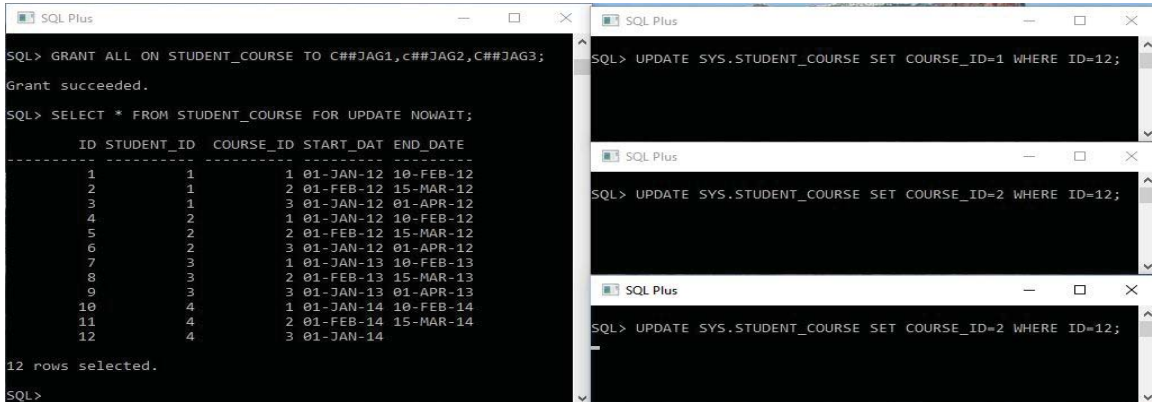 SQL Plus
SQL> GRANT ALL ON STUDENT_COURSE TO C##JAG1,c##JAG2,C##JAG3;
Grant succeeded.
SQL> SELECT * FROM STUDENT_COURSE FOR UPDATE NOWAIT;
ID STUDENT_ID COURSE_ID START_DAT END_DATE
---------- ---------- ---------- --------- ---------
1 1 1 01-JAN-12 10-FEB-12
2 1 2 01-FEB-12 15-MAR-12
3 1 3 01-JAN-12 01-APR-12
4 2 1 01-JAN-12 10-FEB-12
5 2 2 01-FEB-12 15-MAR-12
6 2 3 01-JAN-12 01-APR-12
7 3 1 01-JAN-13 10-FEB-13
8 3 2 01-FEB-13 15-MAR-13
9 3 3 01-JAN-13 01-APR-13
10 4 1 01-JAN-14 10-FEB-14
11 4 2 01-FEB-14 15-MAR-14
12 4 3 01-JAN-14
12 rows selected.
SQL>
SQL Plus
SQL> UPDATE SYS.STUDENT_COURSE SET COURSE_ID=1 WHERE ID=12;
SQL Plus
SQL> UPDATE SYS.STUDENT_COURSE SET COURSE_ID=2 WHERE ID=12;
SQL Plus
SQL> UPDATE SYS.STUDENT_COURSE SET COURSE_ID=2 WHERE ID=12;